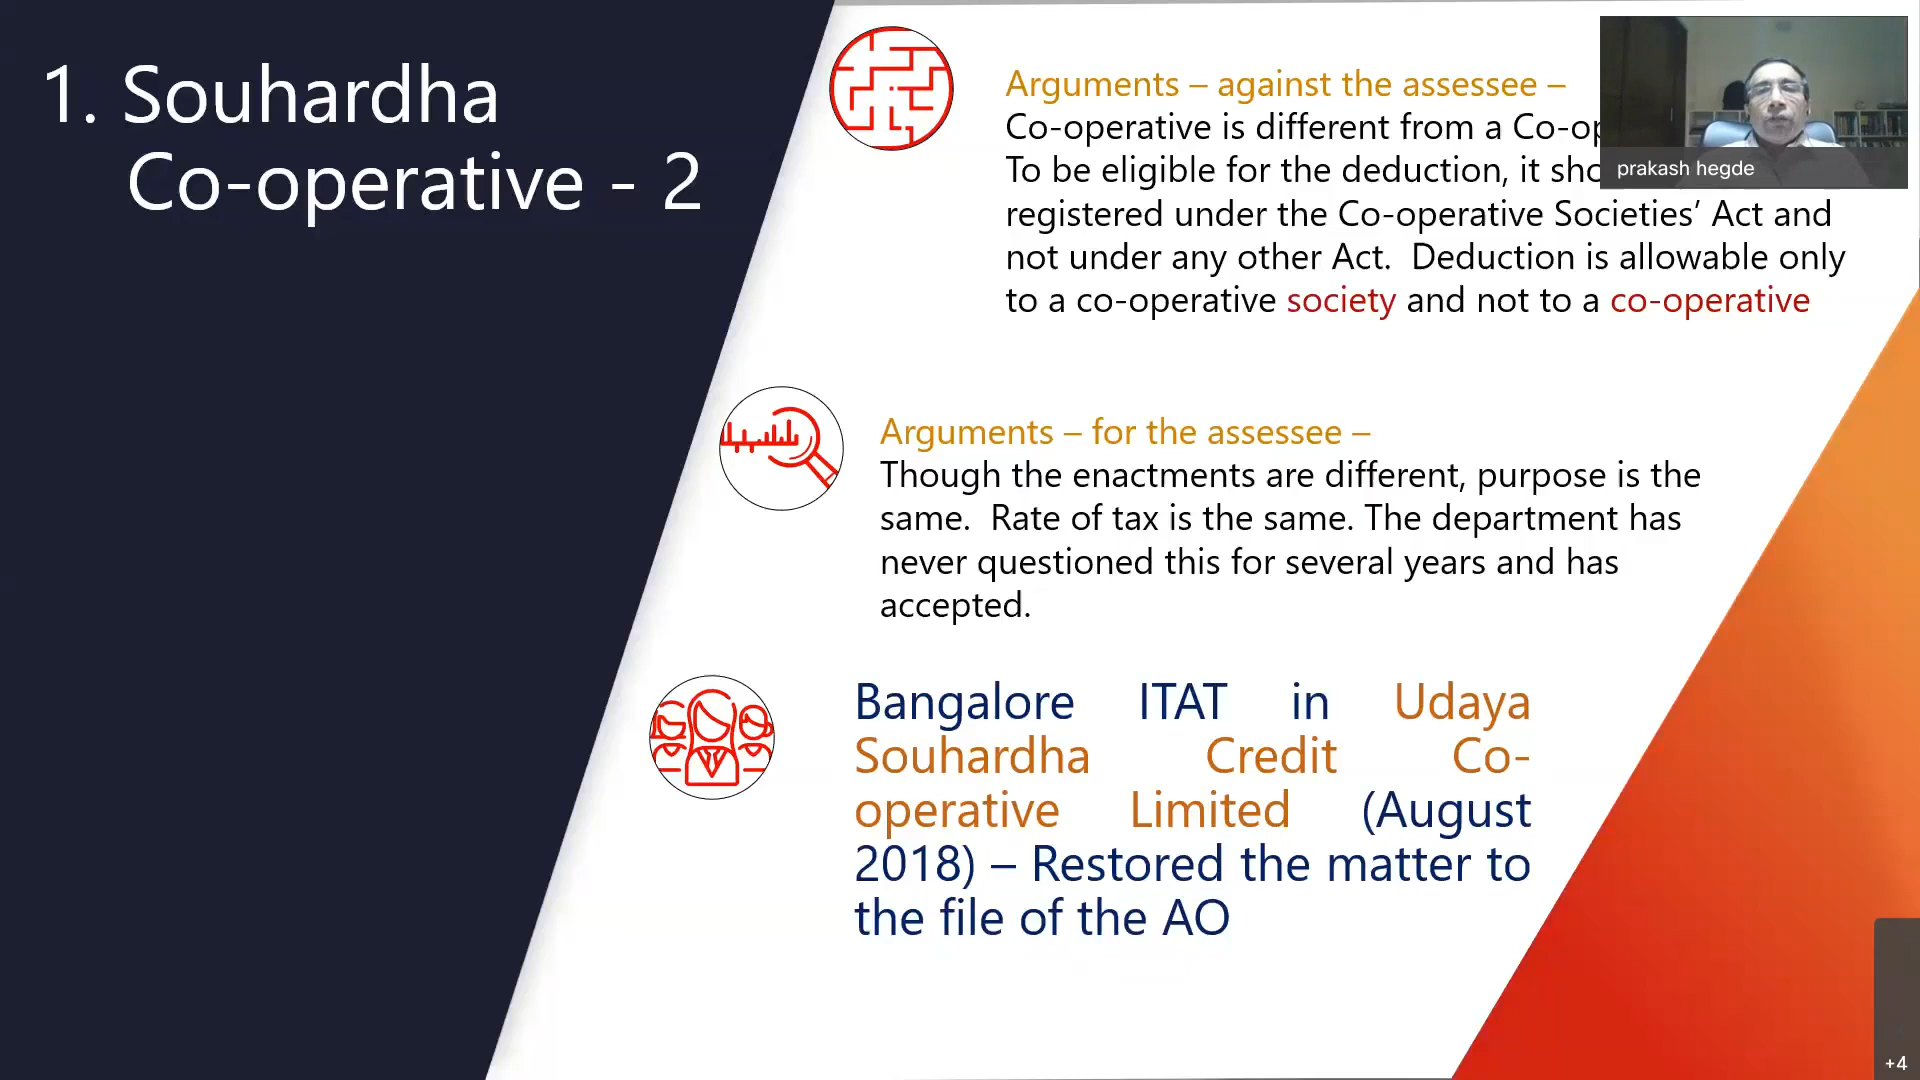 1. Souhardha
Co-operative - 2
Arguments – against the assessee –
Co-operative is different from a
To be eligible for the deduction, it
registered under the Co-operative Societies’ Act and
not under any other Act. Deduction is allowable only
to a co-operative society and not to a co-operative
prakash hegde
Arguments – for the assessee –
Though the enactments are different, purpose is the
same. Rate of tax is the same. The department has
never questioned this for several years and has
accepted.
Bangalore ITAT in Udaya
Souhardha Credit Co-
operative Limited (August
2018) – Restored the matter to
the file of the AO
+4